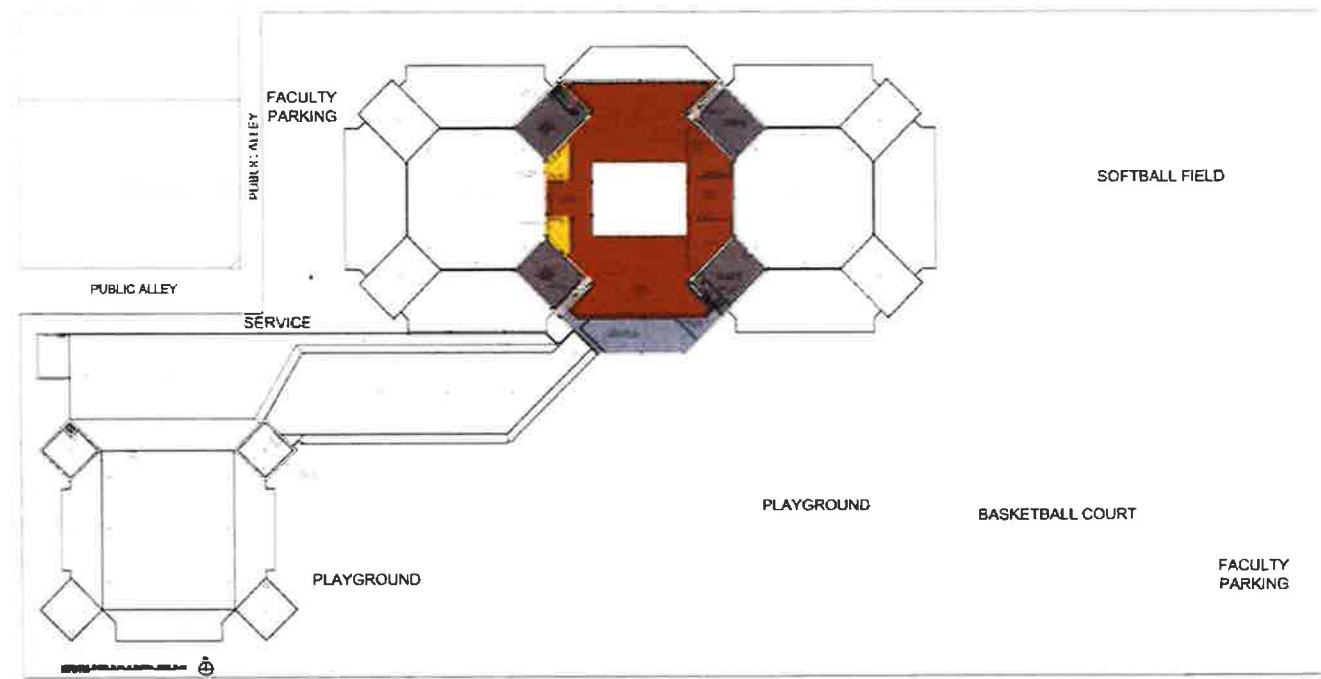 FACULTY
PARKING
PUBLIC ALLEY
SOFTBALL FIELD
PUBLIC ALLEY
SERVICE
PLAYGROUND
BASKETBALL COURT
FACULTY
PARKING
PLAYGROUND